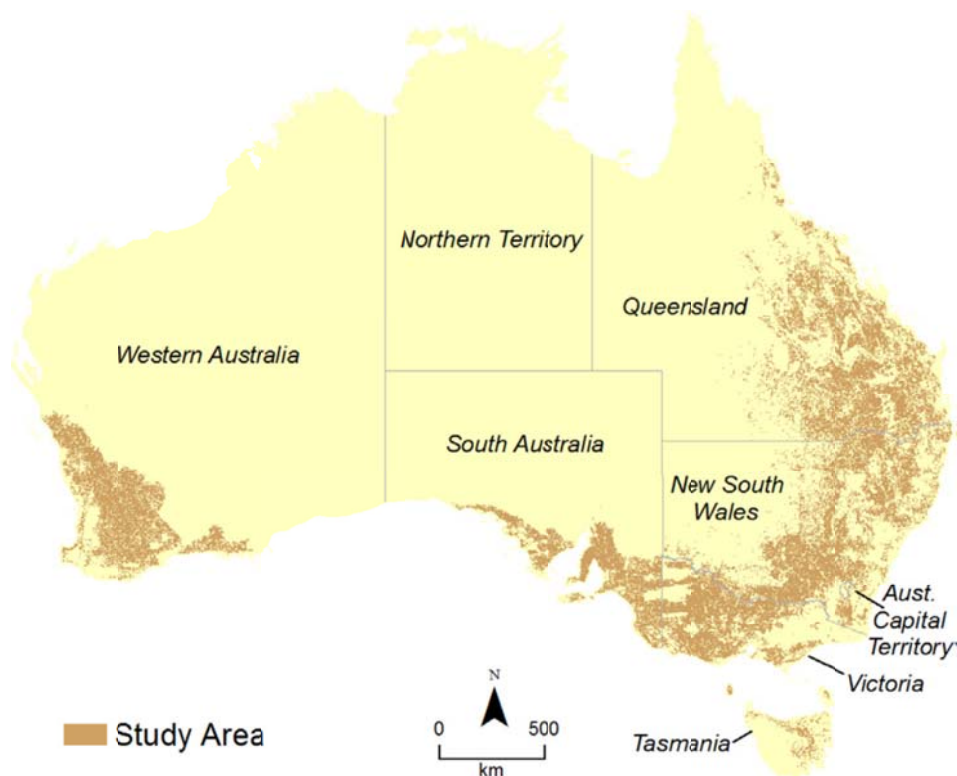 Northern Territory
Queensland
Western Australia
South Australia
New South
Wales
Aust.
Capital
Territory
Victoria
N
Study Area
0 500
km
Tasmania